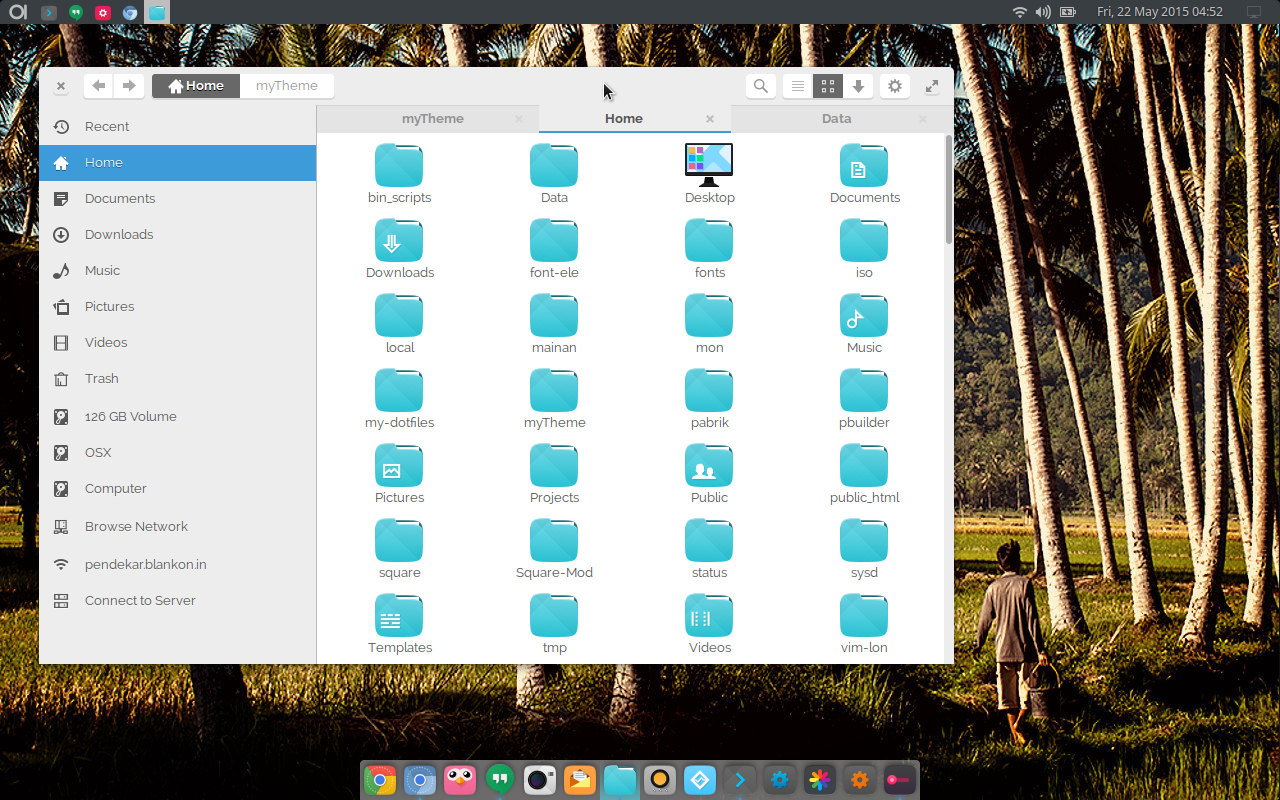 Fri, 22 May 2015 04:52
Home
myTheme
Recent
Home
Documents
Downloads
Music
Pictures
Videos
Trash
126 GB Volume
OSX
Computer
Browse Network
pendekar.blankon.in
Connect to Server
myTheme
Home
Data
bin_scripts
Data
Desktop
Documents
Downloads
font-ele
fonts
iso
local
mainan
mon
Music
my-dotfiles
myTheme
pabrik
pbuilder
Pictures
Projects
Public
public_html
square
Square-Mod
status
sysd
Templates
tmp
Videos
vim-lon